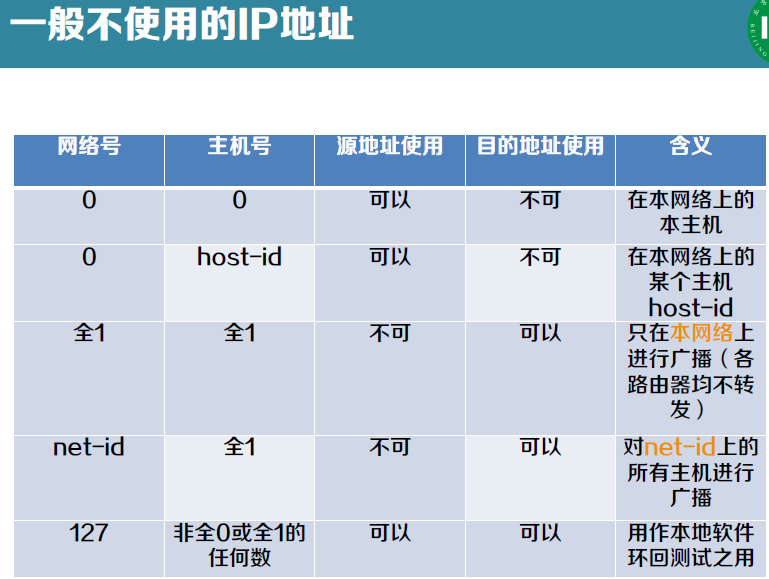 一般不使用的IP地址
网络号 主机号 源地址使用 目的地址使用 含义
0 0 可以 不可 在本网络上的
本主机
0 host-id 可以 不可 在本网络上的
某个主机
host-id
全1 全1 不可 可以 只在本网络上
进行广播（各
路由器均不转
发）
net-id 全1 不可 可以 对net-id上的
所有主机进行
广播
127 非全0或全1的 可以 可以 用作本地软件
任何数 环回测试之用